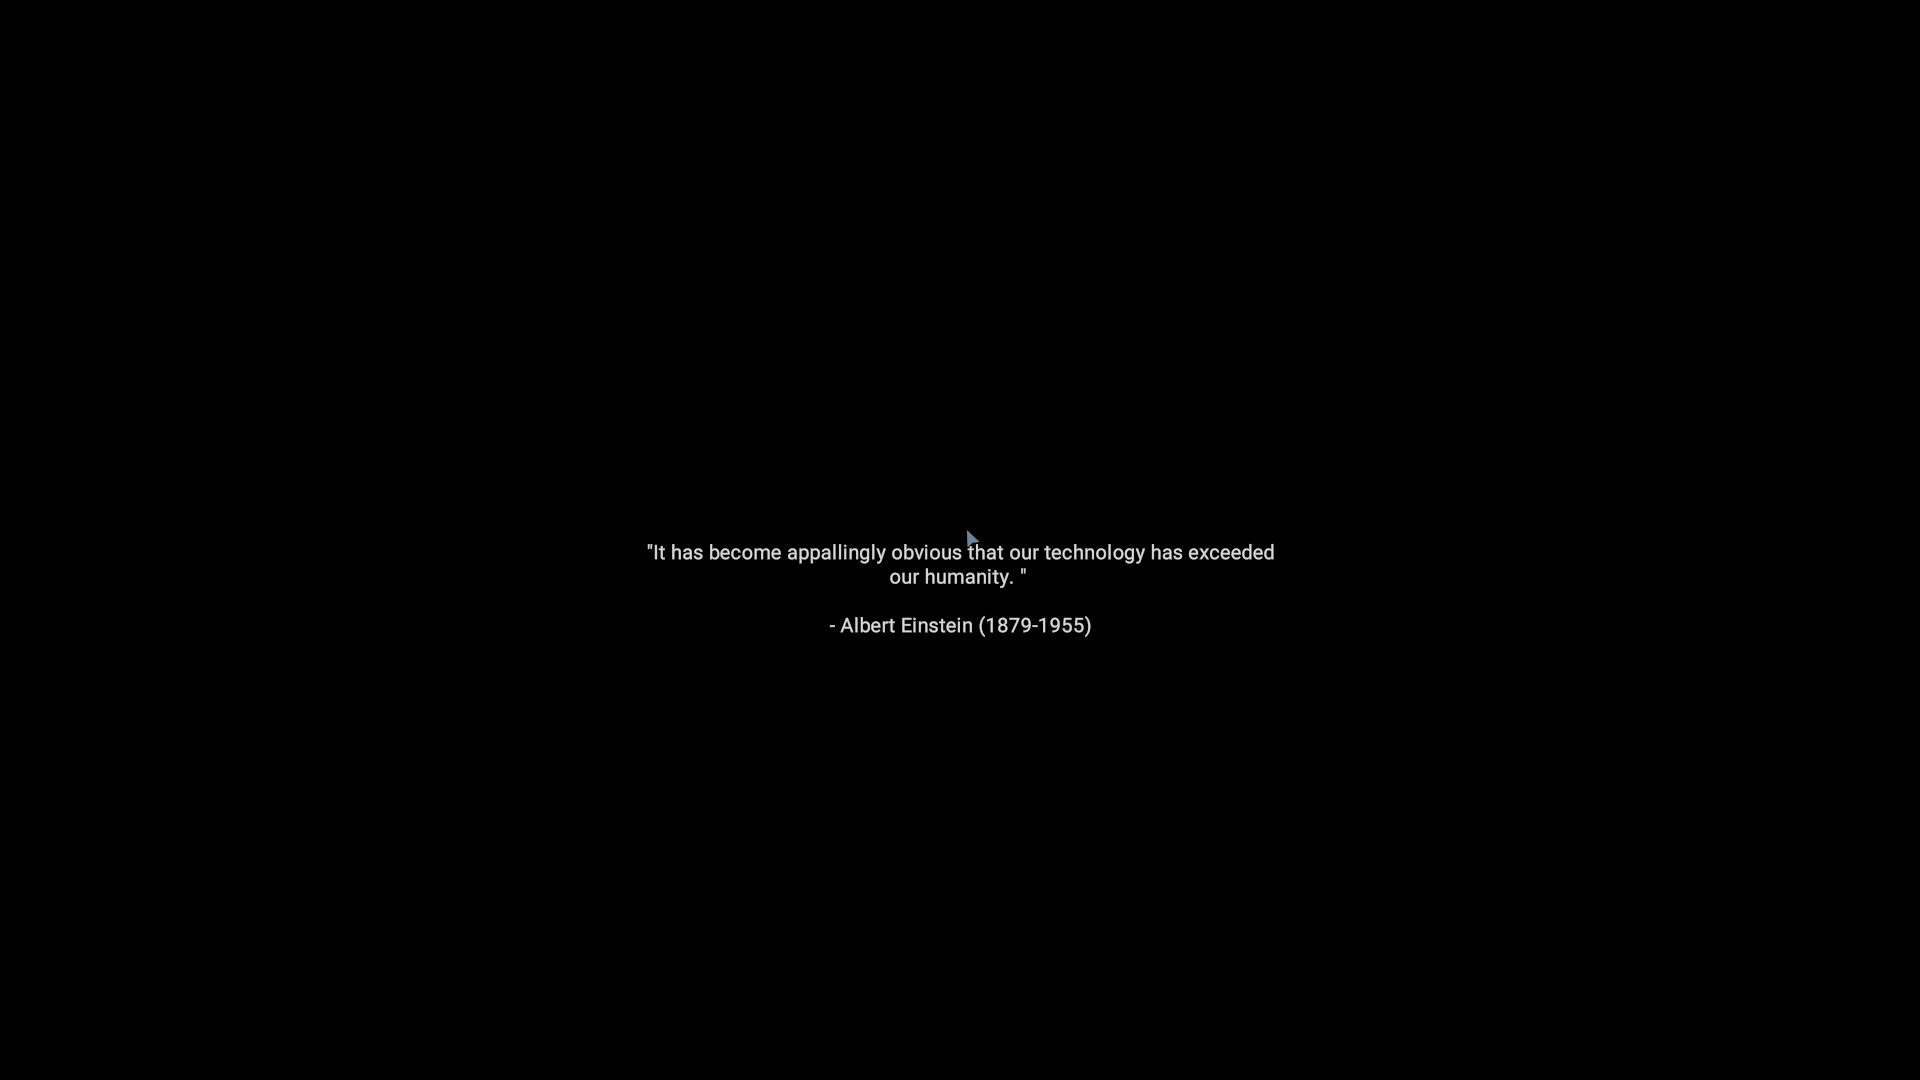 "It has become appallingly obvious that our technology has exceeded
our humanity. "
- Albert Einstein (1879-1955)